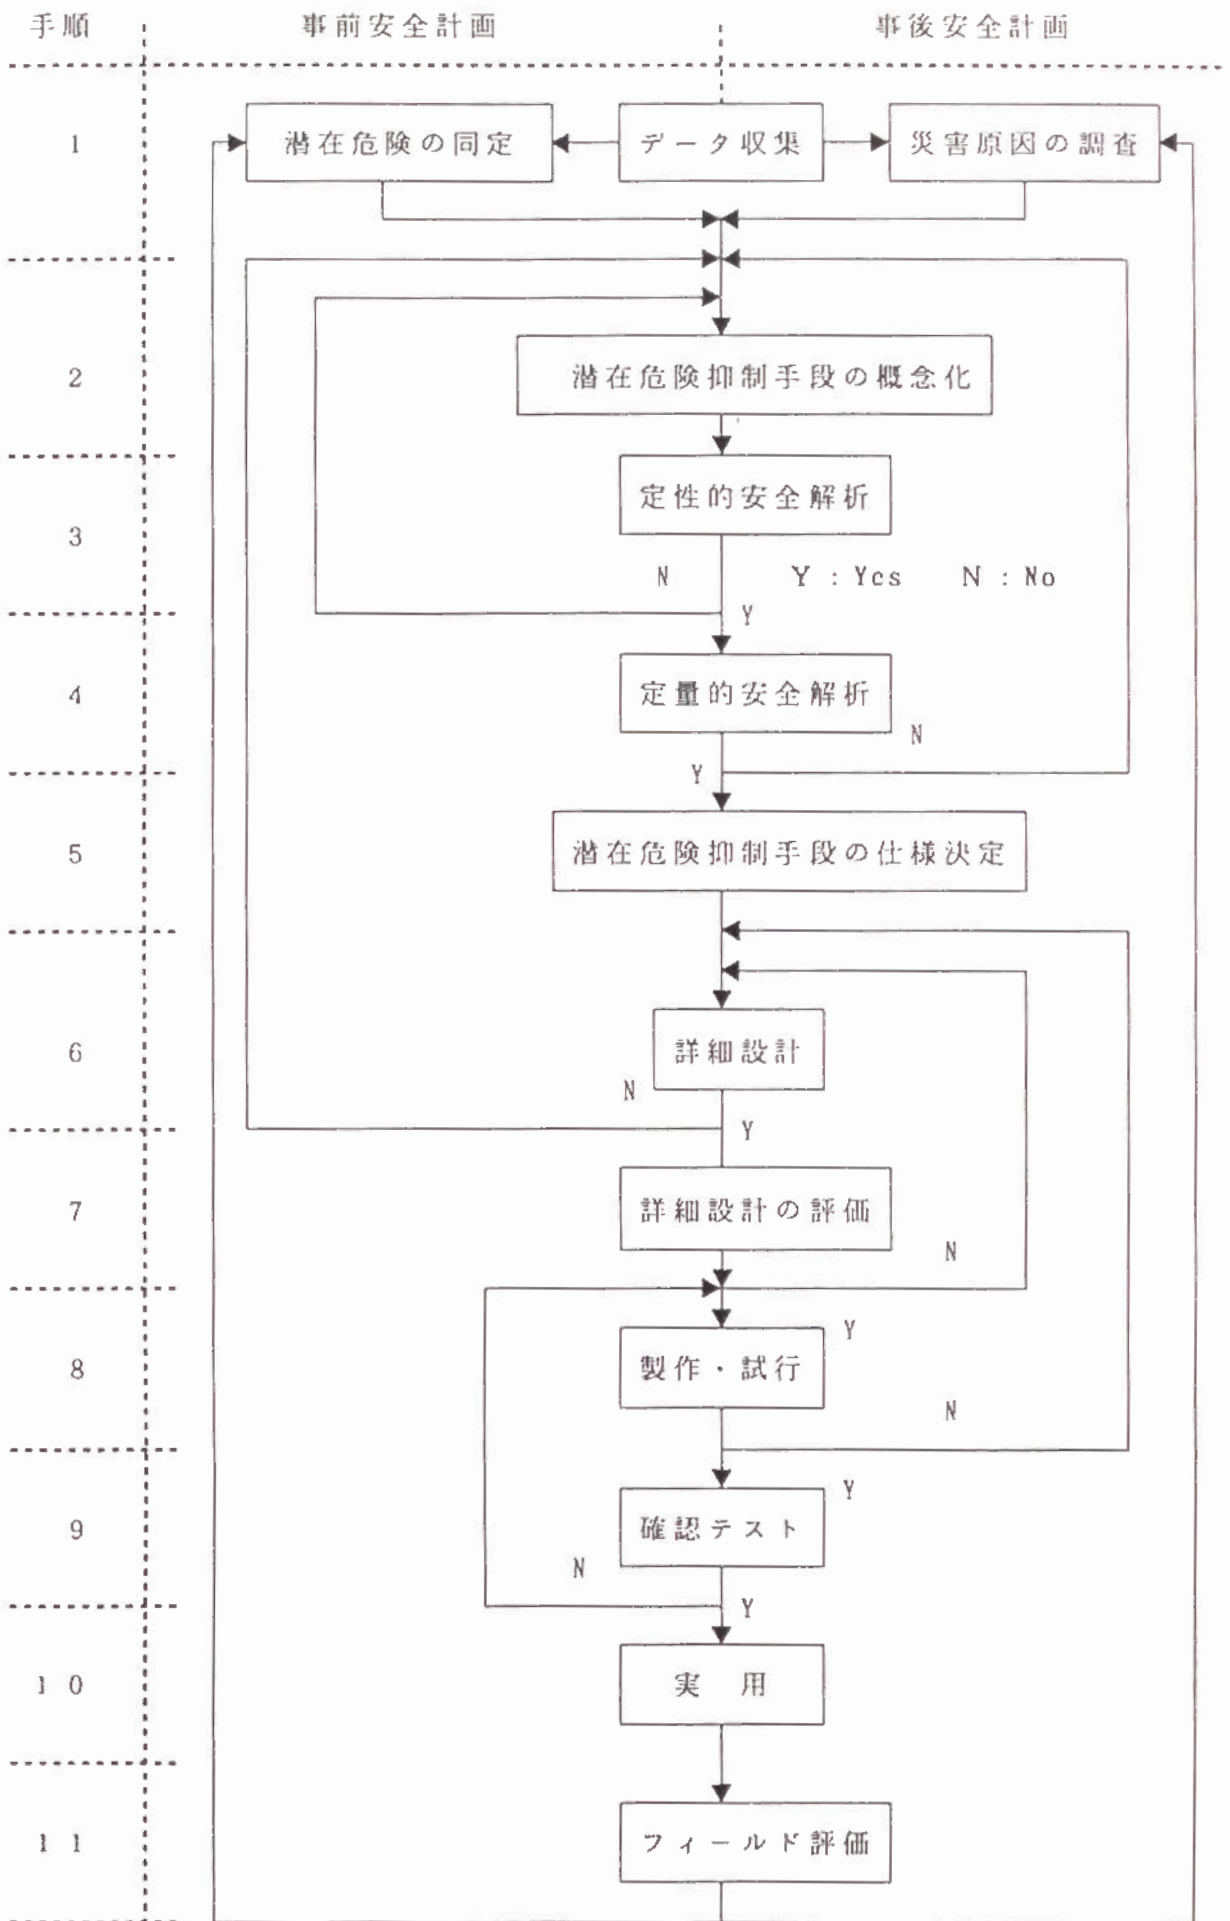 手順 事前安全計画 事後安全計画
1 潜在危険の同定 データ収集 災害原因の調査
2 潜在危険抑制手段の概念化
定性的安全解析
3
N Y : Yes N : No
Y
4 定量的安全解析
N
Y
5 潜在危険抑制手段の仕様決定
6 詳細設計
N
Y
7 詳細設計の評価
N
Y
8 製作・試行
N
Y
9 確認テスト
N
Y
10 実 用
11 フィールド評価